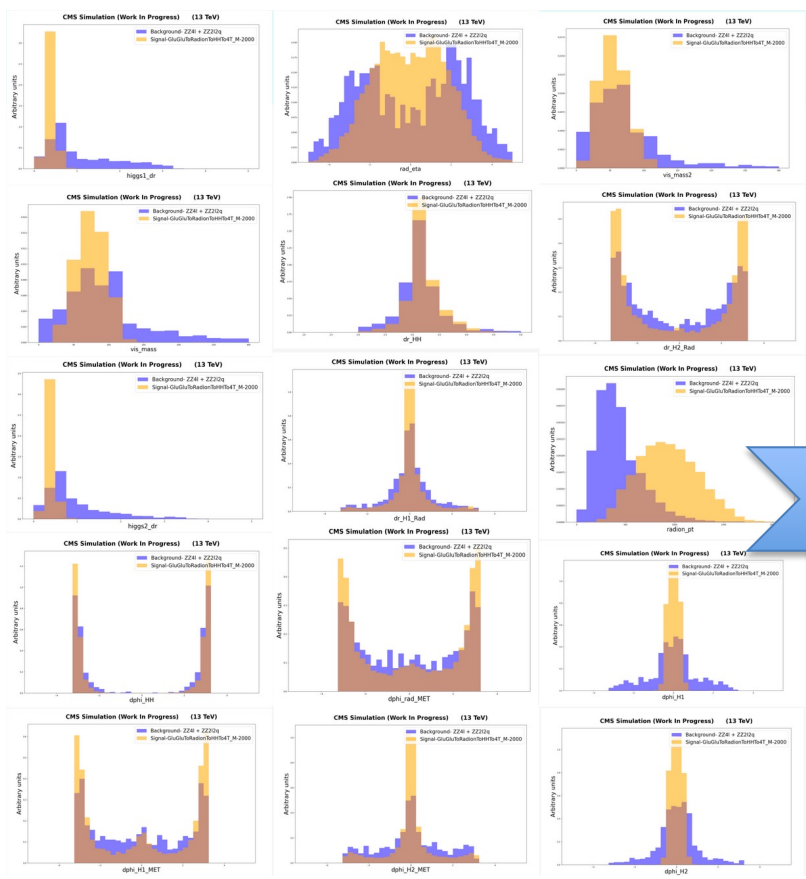 CMS Simulation (Work In Progress) (13 TeV)
Background- ZZ4l + ZZ2l2q
Signal-GluGluToRadionToHHTo4T_M-2000
Arbitrary units
higgs1_dr
CMS Simulation (Work In Progress) (13 TeV)
Background- ZZ4l + ZZ2l2q
Signal-GluGluToRadionToHHTo4T_M-2000
Arbitrary units
rad_eta
CMS Simulation (Work In Progress) (13 TeV)
Background- ZZ4l + ZZ2l2q
Signal-GluGluToRadionToHHTo4T_M-2000
Arbitrary units
vis_mass2
CMS Simulation (Work In Progress) (13 TeV)
Background- ZZ4l + ZZ2l2q
Signal-GluGluToRadionToHHTo4T_M-2000
Arbitrary units
vis_mass
CMS Simulation (Work In Progress) (13 TeV)
Background- ZZ4l + ZZ2l2q
Signal-GluGluToRadionToHHTo4T_M-2000
Arbitrary units
dr_HH
CMS Simulation (Work In Progress) (13 TeV)
Background- ZZ4l + ZZ2l2q
Signal-GluGluToRadionToHHTo4T_M-2000
Arbitrary units
dr_H2_Rad
CMS Simulation (Work In Progress) (13 TeV)
Background- ZZ4l + ZZ2l2q
Signal-GluGluToRadionToHHTo4T_M-2000
Arbitrary units
higgs2_dr
CMS Simulation (Work In Progress) (13 TeV)
Background- ZZ4l + ZZ2l2q
Signal-GluGluToRadionToHHTo4T_M-2000
Arbitrary units
dr_H1_Rad
CMS Simulation (Work In Progress) (13 TeV)
Background- ZZ4l + ZZ2l2q
Signal-GluGluToRadionToHHTo4T_M-2000
Arbitrary units
radion_pt
CMS Simulation (Work In Progress) (13 TeV)
Background- ZZ4l + ZZ2l2q
Signal-GluGluToRadionToHHTo4T_M-2000
Arbitrary units
dphi_HH
CMS Simulation (Work In Progress) (13 TeV)
Background- ZZ4l + ZZ2l2q
Signal-GluGluToRadionToHHTo4T_M-2000
Arbitrary units
dphi_rad_MET
CMS Simulation (Work In Progress) (13 TeV)
Background- ZZ4l + ZZ2l2q
Signal-GluGluToRadionToHHTo4T_M-2000
Arbitrary units
dphi_H1
CMS Simulation (Work In Progress) (13 TeV)
Background- ZZ4l + ZZ2l2q
Signal-GluGluToRadionToHHTo4T_M-2000
Arbitrary units
dphi_H1_MET
CMS Simulation (Work In Progress) (13 TeV)
Background- ZZ4l + ZZ2l2q
Signal-GluGluToRadionToHHTo4T_M-2000
Arbitrary units
dphi_H2_MET
CMS Simulation (Work In Progress) (13 TeV)
Background- ZZ4l + ZZ2l2q
Signal-GluGluToRadionToHHTo4T_M-2000
Arbitrary units
dphi_H2